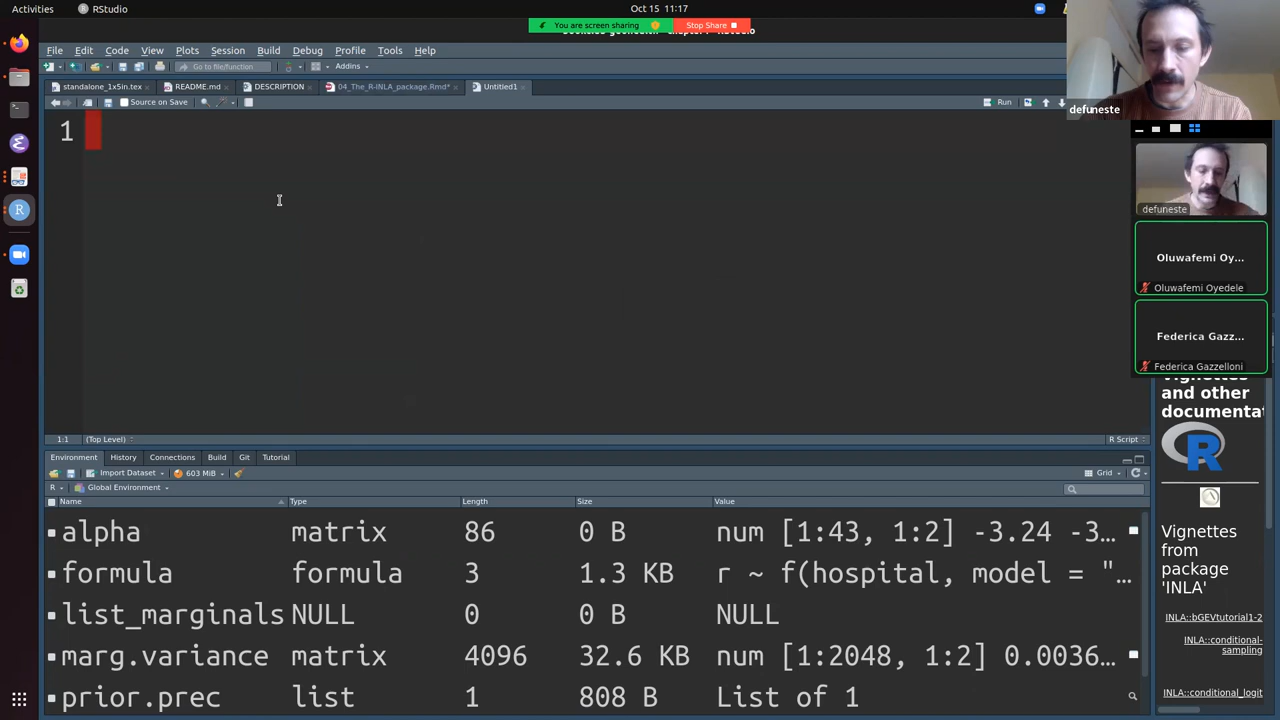 Activities
RStudio
Oct 15 11:17
You are screen sharing
Stop Share
File Edit Code View Plots Session Build Debug Profile Tools Help
Go to file/function
Addins
standalone_1x5in.tex
README.md
DESCRIPTION
04_The_R-INLA_package.Rmd*
Untitled1
Source on Save
Run
defuneste
1
defuneste
Oluwafemi Oy...
Oluwafemi Oyedele
Federica Gazz...
Federica Gazzelloni
1:1
(Top Level)
R Script
Environment History Connections Build Git Tutorial
Import Dataset
603 MiB
Grid
R
Global Environment
Name Type Length Size Value
alpha matrix 86 0 B num [1:43, 1:2] -3.24 -3…
formula formula 3 1.3 KB r ~ f(hospital, model = "…
list_marginals NULL 0 0 B NULL
marg.variance matrix 4096 32.6 KB num [1:2048, 1:2] 0.0036…
prior.prec list 1 808 B List of 1
and other
documentat
R
Vignettes
from
package
'INLA'
INLA::bGEVtutorial1-2
INLA::conditional-
sampling
INLA::conditional_logit